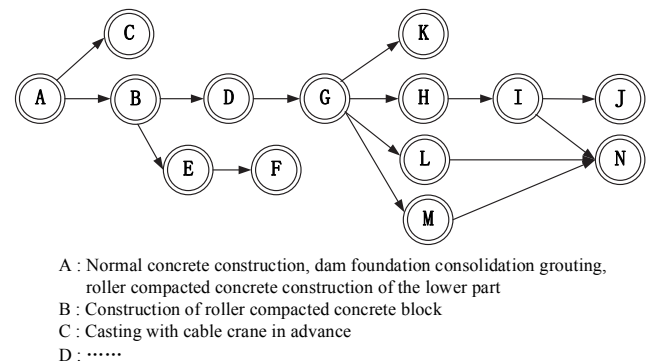 C
K
A
B
D
G
H
I
J
E
F
L
N
M
A : Normal concrete construction, dam foundation consolidation grouting,
roller compacted concrete construction of the lower part
B : Construction of roller compacted concrete block
C : Casting with cable crane in advance
D : ……